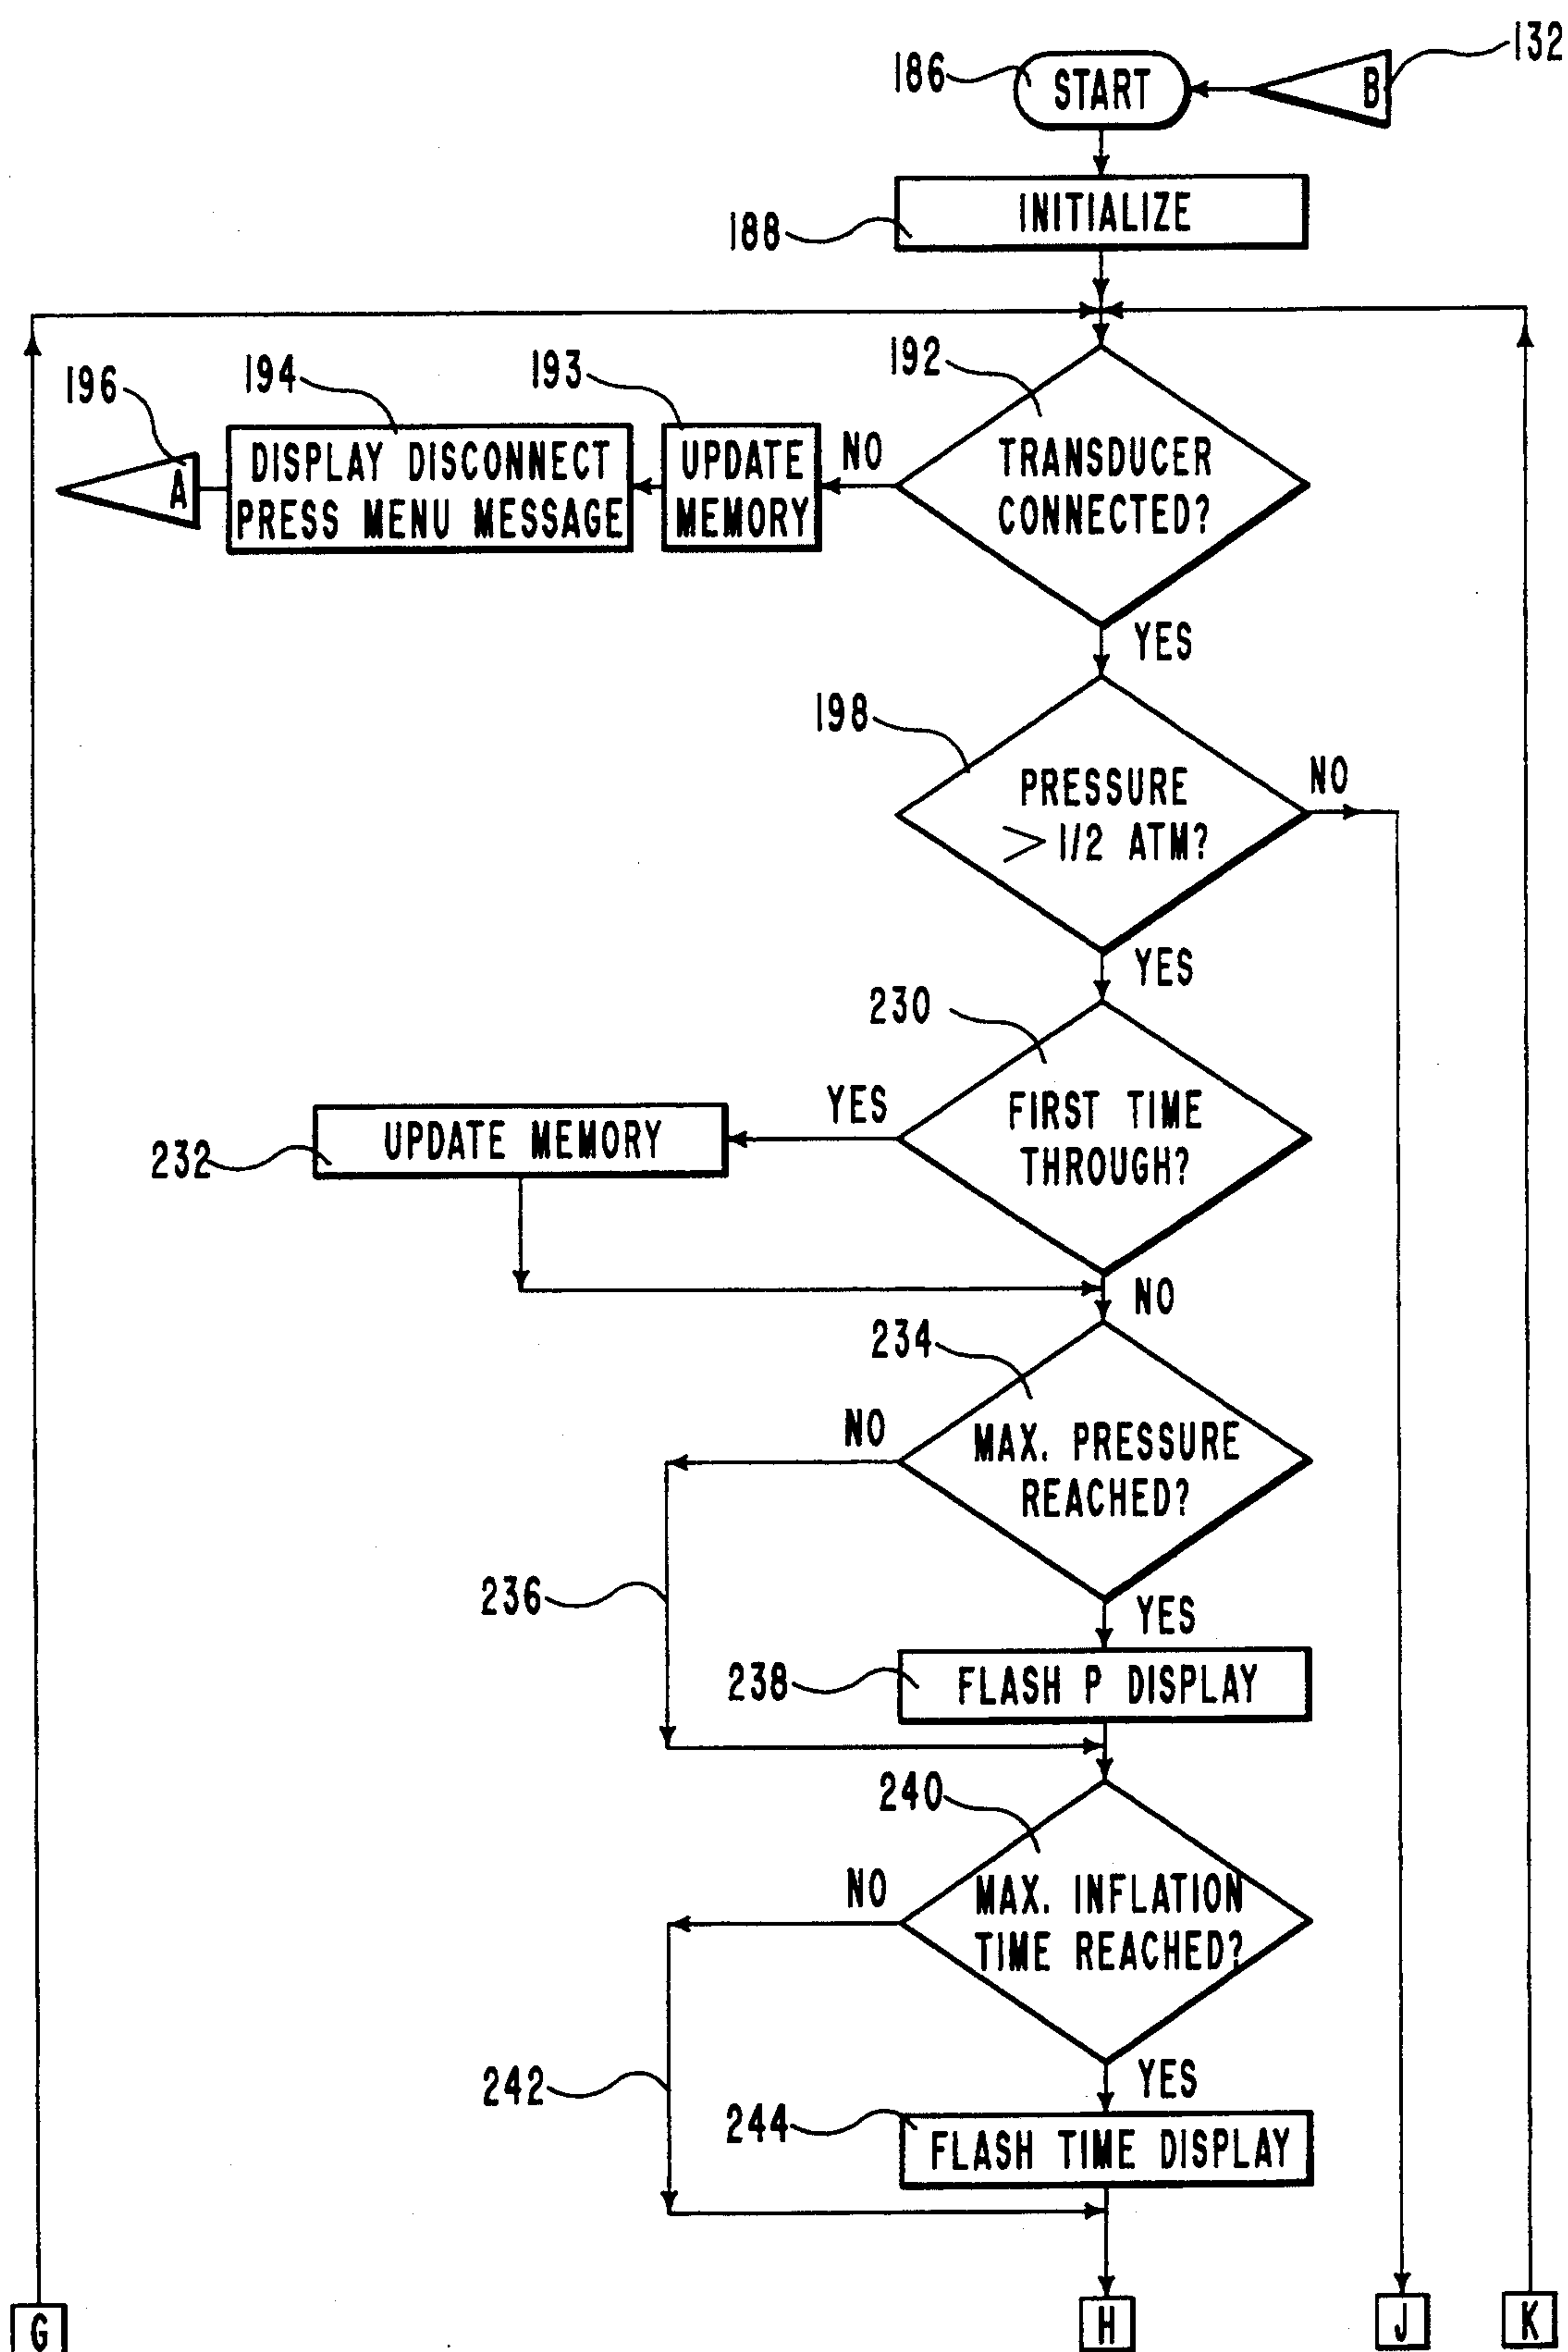 132
186
START
B
188
INITIALIZE
192
196
194
193
A
DISPLAY DISCONNECT
PRESS MENU MESSAGE
UPDATE
MEMORY
NO
TRANSDUCER
CONNECTED?
YES
198
PRESSURE
> 1/2 ATM?
NO
YES
230
FIRST TIME
THROUGH?
YES
UPDATE MEMORY
232
NO
234
MAX. PRESSURE
REACHED?
NO
236
YES
238
FLASH P DISPLAY
240
MAX. INFLATION
TIME REACHED?
NO
242
YES
244
FLASH TIME DISPLAY
G
H
J
K